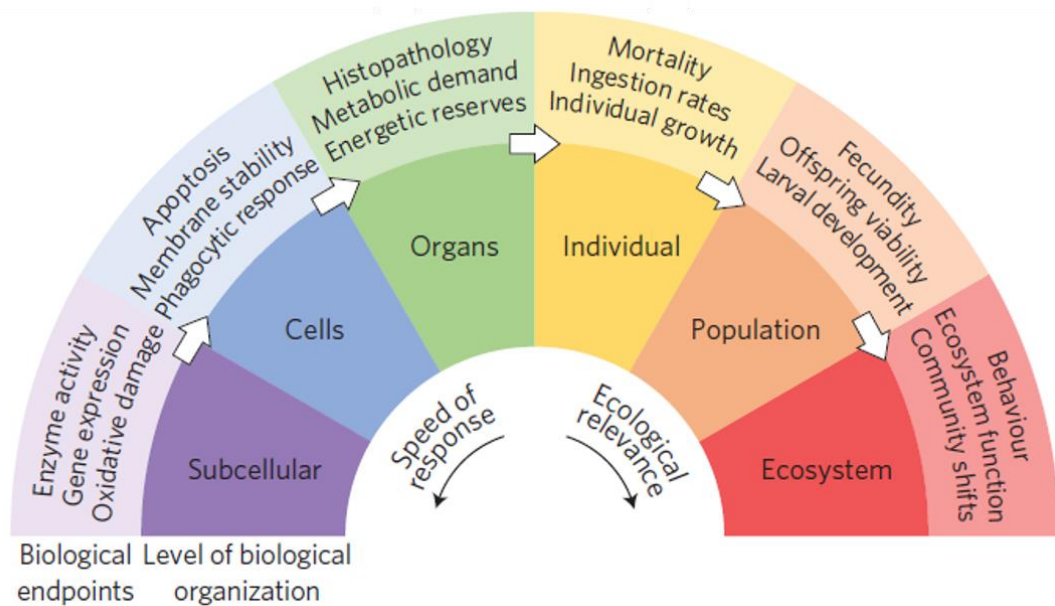 Enzyme activity
Gene expression
Oxidative damage
Apoptosis
Membrane stability
Phagocytic response
Histopathology
Metabolic demand
Energetic reserves
Mortality
Ingestion rates
Individual growth
Fecundity
Offspring viability
Larval development
Behaviour
Ecosystem function
Community shifts
Subcellular
Cells
Organs
Individual
Population
Ecosystem
Speed of
response
Ecological
relevance
Biological
endpoints
Level of biological
organization